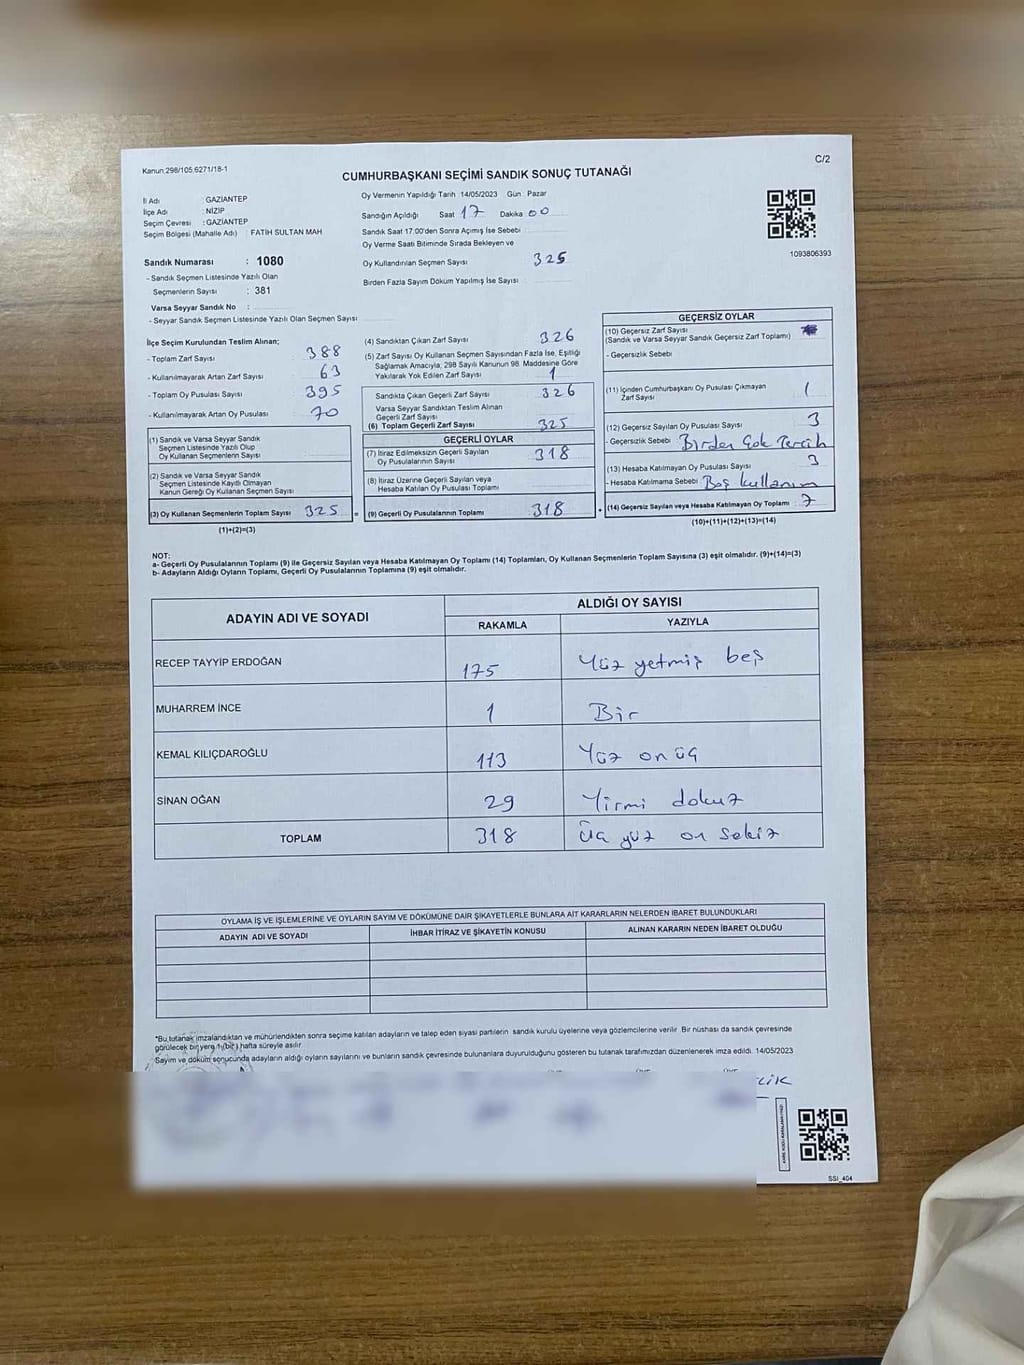 Kanun:298/105,6271/18-1
C/2
CUMHURBAŞKANI SEÇİMİ SANDIK SONUÇ TUTANAĞI
İl Adı : GAZİANTEP
İlçe Adı : NİZİP
Seçim Çevresi : GAZİANTEP
Seçim Bölgesi (Mahalle Adı) : FATİH SULTAN MAH
Sandık Numarası : 1080
- Sandık Seçmen Listesinde Yazılı Olan
Seçmenlerin Sayısı : 381
Varsa Seyyar Sandık No :
- Seyyar Sandık Seçmen Listesinde Yazılı Olan Seçmen Sayısı:
Oy Vermenin Yapıldığı Tarih :14/05/2023 Gün : Pazar
Sandığın Açıldığı Saat 17 Dakika 00
Sandık Saat 17.00'den Sonra Açımış İse Sebebi
Oy Verme Saati Bitiminde Sırada Bekleyen ve
Oy Kullandırılan Seçmen Sayısı 325
Birden Fazla Sayım Döküm Yapılmış İse Sayısı :
1093806393
İlçe Seçim Kurulundan Teslim Alınan;
- Toplam Zarf Sayısı 388
- Kullanılmayarak Artan Zarf Sayısı 63
- Toplam Oy Pusulası Sayısı 395
- Kullanılmayarak Artan Oy Pusulası 70
(1) Sandık ve Varsa Seyyar Sandık
Seçmen Listesinde Yazılı Olup
Oy Kullanan Seçmenlerin Sayısı
(2) Sandık ve Varsa Seyyar Sandık
Seçmen Listesinde Kayıtlı Olmayan
Kanun Gereği Oy Kullanan Seçmen Sayısı
(3) Oy Kullanan Seçmenlerin Toplam Sayısı 325
(1)+(2)=(3)
(4) Sandıktan Çıkan Zarf Sayısı 326
(5) Zarf Sayısı Oy Kullanan Seçmen Sayısından Fazla İse, Eşitliği
Sağlamak Amacıyla, 298 Sayılı Kanunun 98. Maddesine Göre
Yakılarak Yok Edilen Zarf Sayısı 1
Sandıkta Çıkan Geçerli Zarf Sayısı 326
Varsa Seyyar Sandıktan Teslim Alınan
Geçerli Zarf Sayısı
(6) Toplam Geçerli Zarf Sayısı 325
GEÇERLİ OYLAR
(7) İtiraz Edilmeksizin Geçerli Sayılan
Oy Pusulalarının Sayısı 318
(8) İtiraz Üzerine Geçerli Sayılan veya
Hesaba Katılan Oy Pusulası Toplamı
= (9) Geçerli Oy Pusulalarının Toplamı 318
GEÇERSİZ OYLAR
(10) Geçersiz Zarf Sayısı
(Sandık ve Varsa Seyyar Sandık Geçersiz Zarf Toplamı)
- Geçersizlik Sebebi
(11) İçinden Cumhurbaşkanı Oy Pusulası Çıkmayan
Zarf Sayısı 1
(12) Geçersiz Sayılan Oy Pusulası Sayısı 3
- Geçersizlik Sebebi Birden Çok Tercih
(13) Hesaba Katılmayan Oy Pusulası Sayısı 3
- Hesaba Katılmama Sebebi Boş kullanım
+ (14) Geçersiz Sayılan veya Hesaba Katılmayan Oy Toplamı 7
(10)+(11)+(12)+(13)=(14)
NOT:
a- Geçerli Oy Pusulalarının Toplamı (9) ile Geçersiz Sayılan veya Hesaba Katılmayan Oy Toplamı (14) Toplamları, Oy Kullanan Seçmenlerin Toplam Sayısına (3) eşit olmalıdır. (9)+(14)=(3)
b- Adayların Aldığı Oyların Toplamı, Geçerli Oy Pusulalarının Toplamına (9) eşit olmalıdır.
ADAYIN ADI VE SOYADI
ALDIĞI OY SAYISI
RAKAMLA YAZIYLA
RECEP TAYYİP ERDOĞAN 175 Yüz yetmiş beş
MUHARREM İNCE 1 Bir
KEMAL KILIÇDAROĞLU 113 Yüz on üç
SİNAN OĞAN 29 Yirmi dokuz
TOPLAM 318 Üç yüz on sekiz
OYLAMA İŞ VE İŞLEMLERİNE VE OYLARIN SAYIM VE DÖKÜMÜNE DAİR ŞİKAYETLERLE BUNLARA AİT KARARLARIN NELERDEN İBARET BULUNDUKLARI
ADAYIN ADI VE SOYADI İHBAR İTİRAZ VE ŞİKAYETİN KONUSU ALINAN KARARIN NEDEN İBARET OLDUĞU
*Bu tutanak imzalandıktan ve mühürlendikten sonra seçime katılan adayların ve talep eden siyasi partilerin sandık kurulu üyelerine veya gözlemcilerine verilir. Bir nüshası da sandık çevresinde
görülecek bir yere 1 (bir) hafta süreyle asılır.
Sayım ve döküm sonucunda adayların aldığı oyların sayılarını ve bunların sandık çevresinde bulunanlara duyurulduğunu gösteren bu tutanak tarafımızdan düzenlenerek imza edildi. 14/05/2023
SSI_404